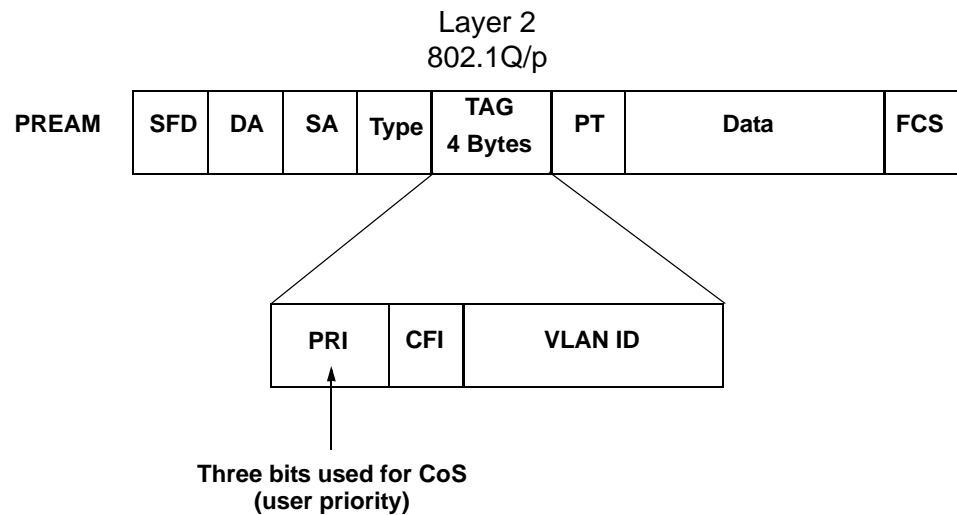 Layer 2
802.1Q/p
PREAM SFD DA SA Type TAG 4 Bytes PT Data FCS
PRI CFI VLAN ID
Three bits used for CoS
(user priority)